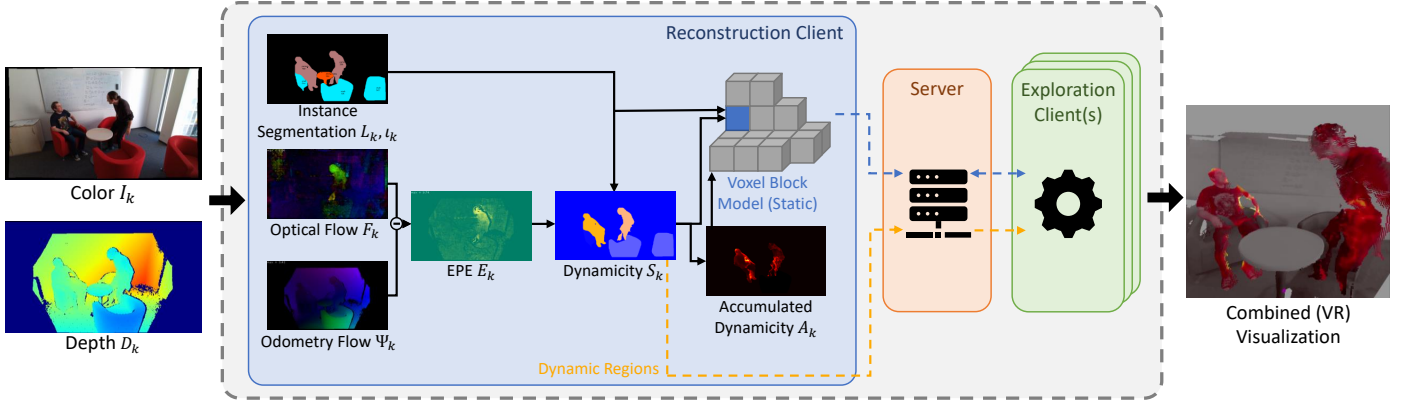 Color I_k
Depth D_k
Reconstruction Client
Instance
Segmentation L_k, ι_k
Optical Flow F_k
Odometry Flow Ψ_k
EPE E_k
Dynamicity S_k
Voxel Block
Model (Static)
Accumulated
Dynamicity A_k
Dynamic Regions
Server
Exploration
Client(s)
Combined (VR)
Visualization